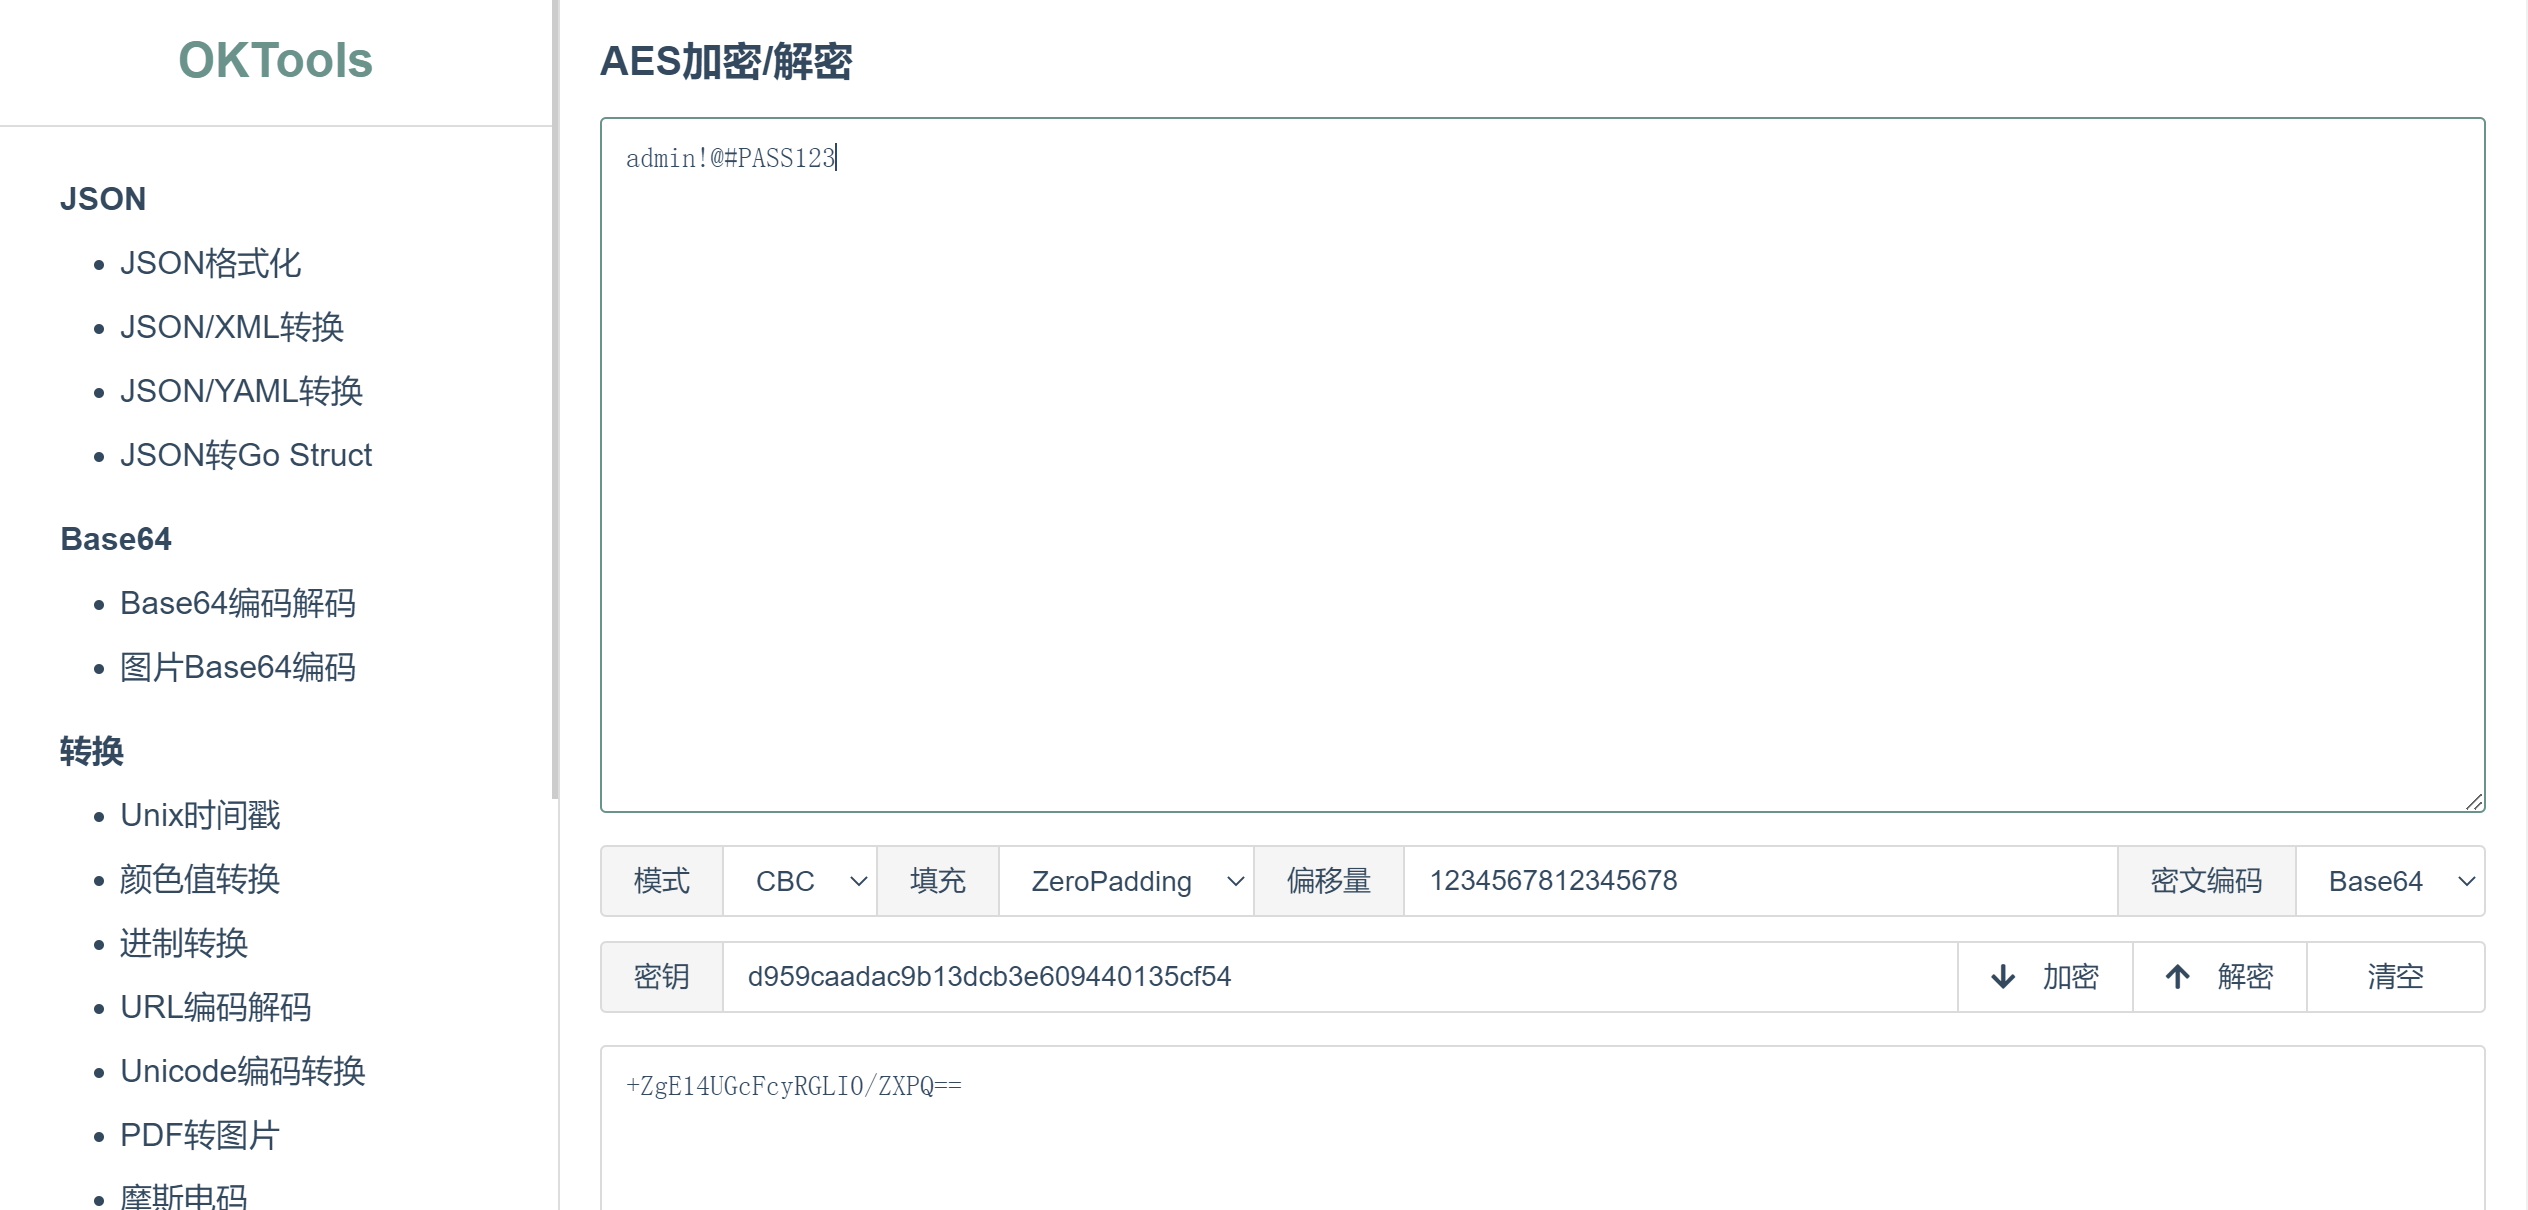 OKTools
JSON
JSON格式化
JSON/XML转换
JSON/YAML转换
JSON转Go Struct
Base64
Base64编码解码
图片Base64编码
转换
Unix时间戳
颜色值转换
进制转换
URL编码解码
Unicode编码转换
PDF转图片
摩斯电码
AES加密/解密
admin!@#PASS123
模式 CBC 填充 ZeroPadding 偏移量 1234567812345678 密文编码 Base64
密钥 d959caadac9b13dcb3e609440135cf54 加密 解密 清空
+ZgE14UGcFcyRGLI0/ZXPQ==